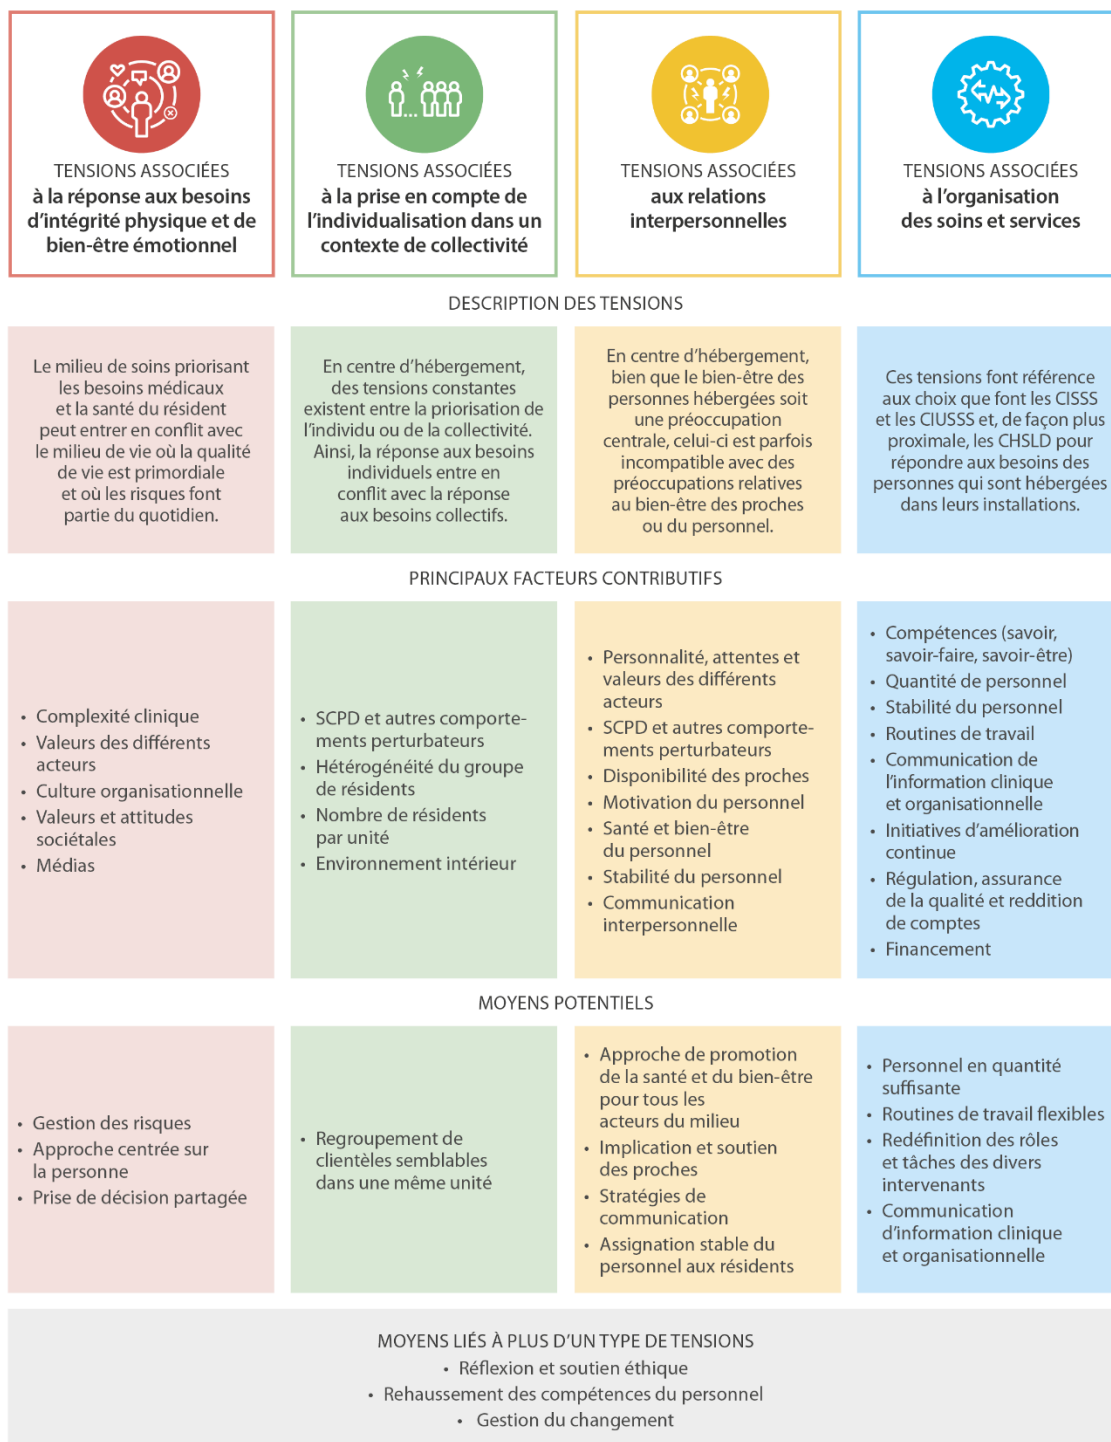 TENSIONS ASSOCIÉES
à la réponse aux besoins
d’intégrité physique et de
bien-être émotionnel
TENSIONS ASSOCIÉES
à la prise en compte de
l’individualisation dans un
contexte de collectivité
TENSIONS ASSOCIÉES
aux relations
interpersonnelles
TENSIONS ASSOCIÉES
à l’organisation
des soins et services
DESCRIPTION DES TENSIONS
Le milieu de soins priorisant
les besoins médicaux
et la santé du résident
peut entrer en conflit avec
le milieu de vie où la qualité
de vie est primordiale
et où les risques font
partie du quotidien.
En centre d’hébergement,
des tensions constantes
existent entre la priorisation de
l’individu ou de la collectivité.
Ainsi, la réponse aux besoins
individuels entre en
conflit avec la réponse
aux besoins collectifs.
En centre d’hébergement,
bien que le bien-être des
personnes hébergées soit
une préoccupation
centrale, celui-ci est parfois
incompatible avec des
préoccupations relatives
au bien-être des proches
ou du personnel.
Ces tensions font référence
aux choix que font les CISSS
et les CIUSSS et, de façon plus
proximale, les CHSLD pour
répondre aux besoins des
personnes qui sont hébergées
dans leurs installations.
PRINCIPAUX FACTEURS CONTRIBUTIFS
• Complexité clinique
• Valeurs des différents
acteurs
• Culture organisationnelle
• Valeurs et attitudes
sociétales
• Médias
• SCPD et autres comporte-
ments perturbateurs
• Hétérogénéité du groupe
de résidents
• Nombre de résidents
par unité
• Environnement intérieur
• Personnalité, attentes et
valeurs des différents
acteurs
• SCPD et autres comporte-
ments perturbateurs
• Disponibilité des proches
• Motivation du personnel
• Santé et bien-être
du personnel
• Stabilité du personnel
• Communication
interpersonnelle
• Compétences (savoir,
savoir-faire, savoir-être)
• Quantité de personnel
• Stabilité du personnel
• Routines de travail
• Communication de
l’information clinique
et organisationnelle
• Initiatives d’amélioration
continue
• Régulation, assurance
de la qualité et reddition
de comptes
• Financement
MOYENS POTENTIELS
• Gestion des risques
• Approche centrée sur
la personne
• Prise de décision partagée
• Regroupement de
clientèles semblables
dans une même unité
• Approche de promotion
de la santé et du bien-être
pour tous les
acteurs du milieu
• Implication et soutien
des proches
• Stratégies de
communication
• Assignation stable du
personnel aux résidents
• Personnel en quantité
suffisante
• Routines de travail flexibles
• Redéfinition des rôles
et tâches des divers
intervenants
• Communication
d’information clinique
et organisationnelle
MOYENS LIÉS À PLUS D’UN TYPE DE TENSIONS
• Réflexion et soutien éthique
• Rehaussement des compétences du personnel
• Gestion du changement